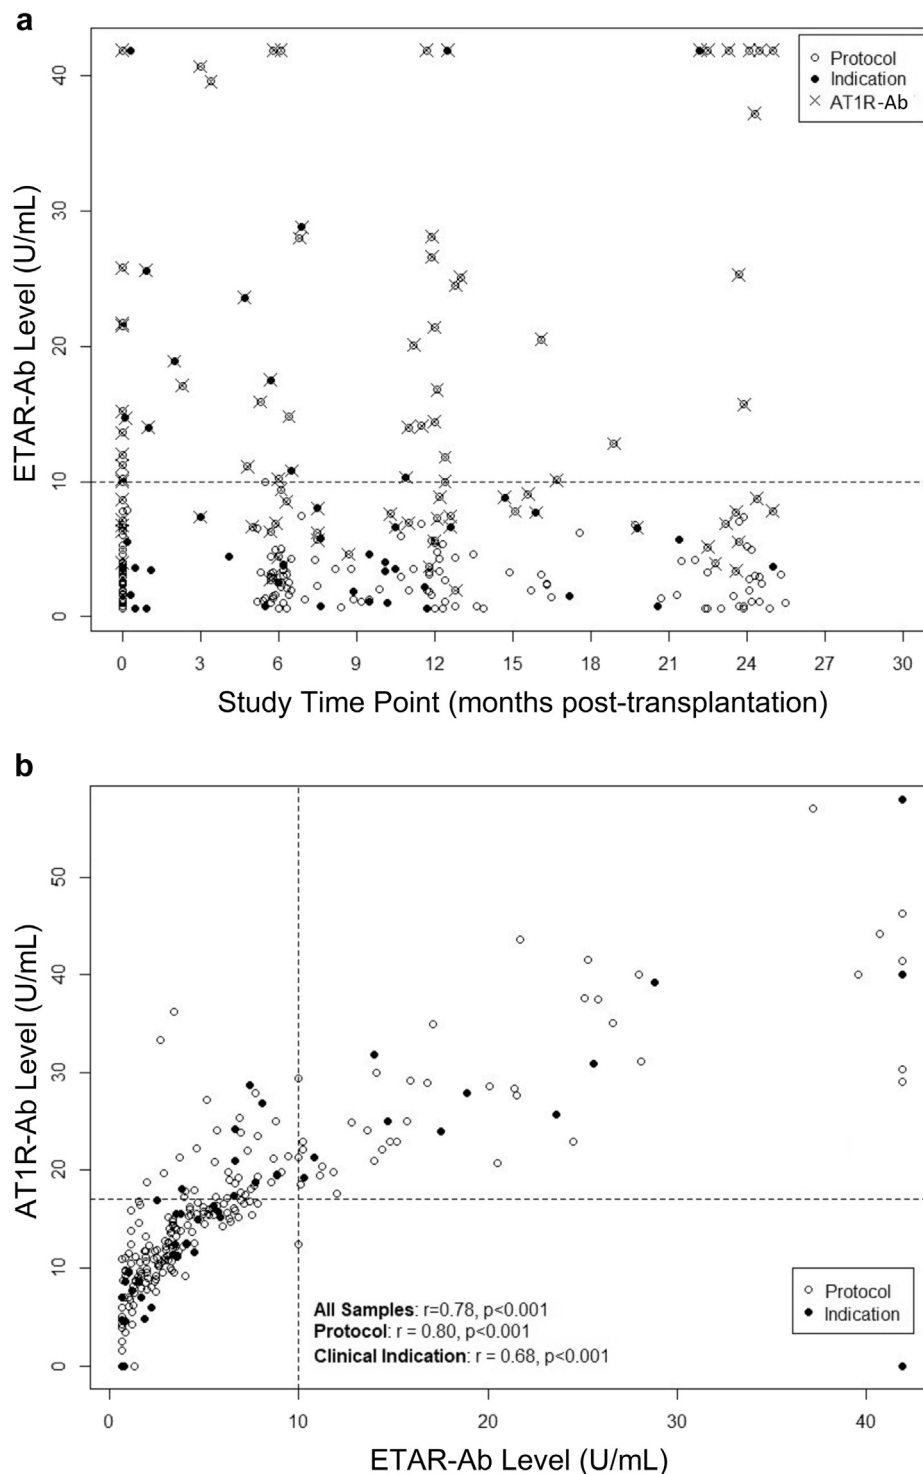 a
ETAR-Ab Level (U/mL)
40
30
20
10
0
Protocol
Indication
AT1R-Ab
0 3 6 9 12 15 18 21 24 27 30
Study Time Point (months post-transplantation)
b
AT1R-Ab Level (U/mL)
50
40
30
20
10
0
All Samples: r=0.78, p<0.001
Protocol: r = 0.80, p<0.001
Clinical Indication: r = 0.68, p<0.001
Protocol
Indication
0 10 20 30 40
ETAR-Ab Level (U/mL)